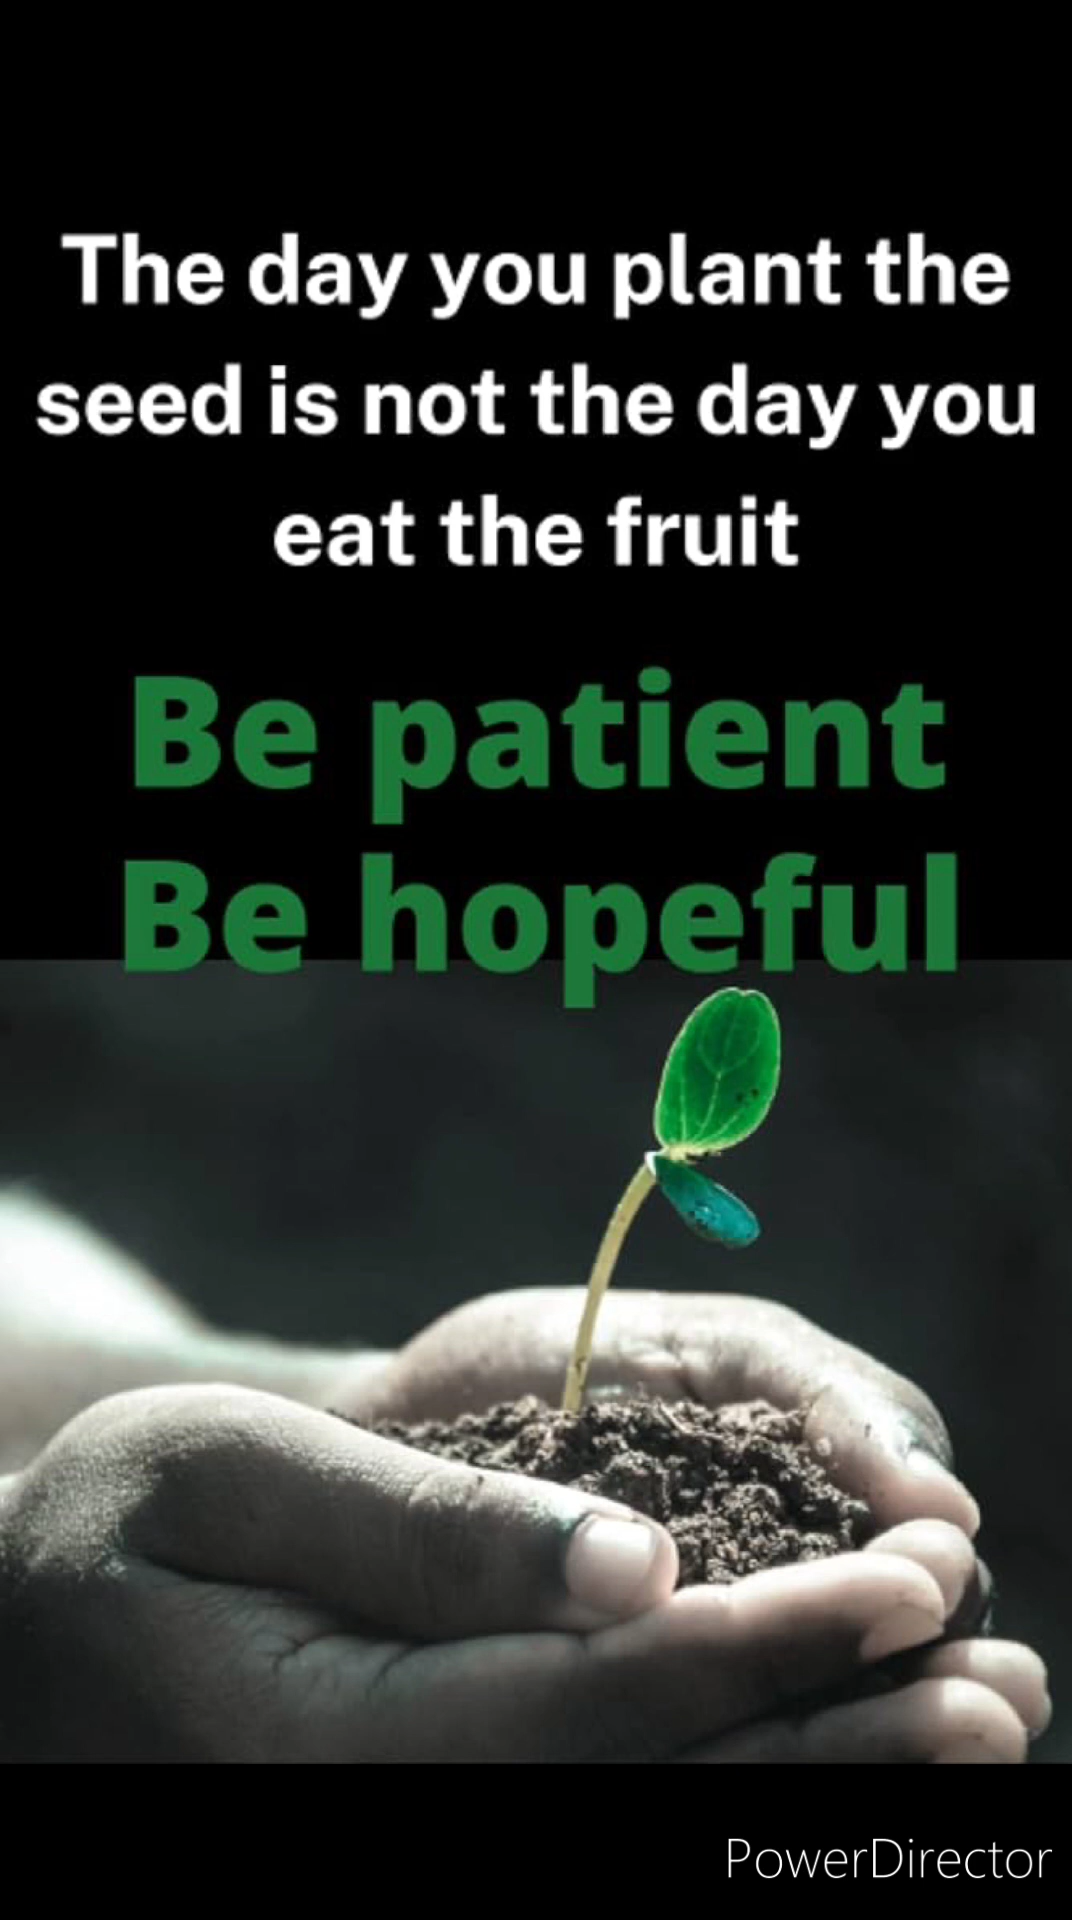 The day you plant the
seed is not the day you
eat the fruit
Be patient
Be hopeful
PowerDirector